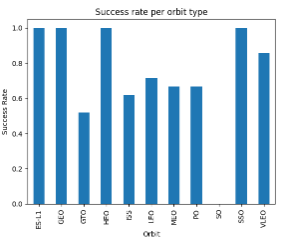 Success rate per orbit type
Success Rate
1.0
0.8
0.6
0.4
0.2
0.0
ES-L1
GEO
GTO
HEO
ISS
LEO
MEO
PO
SO
SSO
VLEO
Orbit